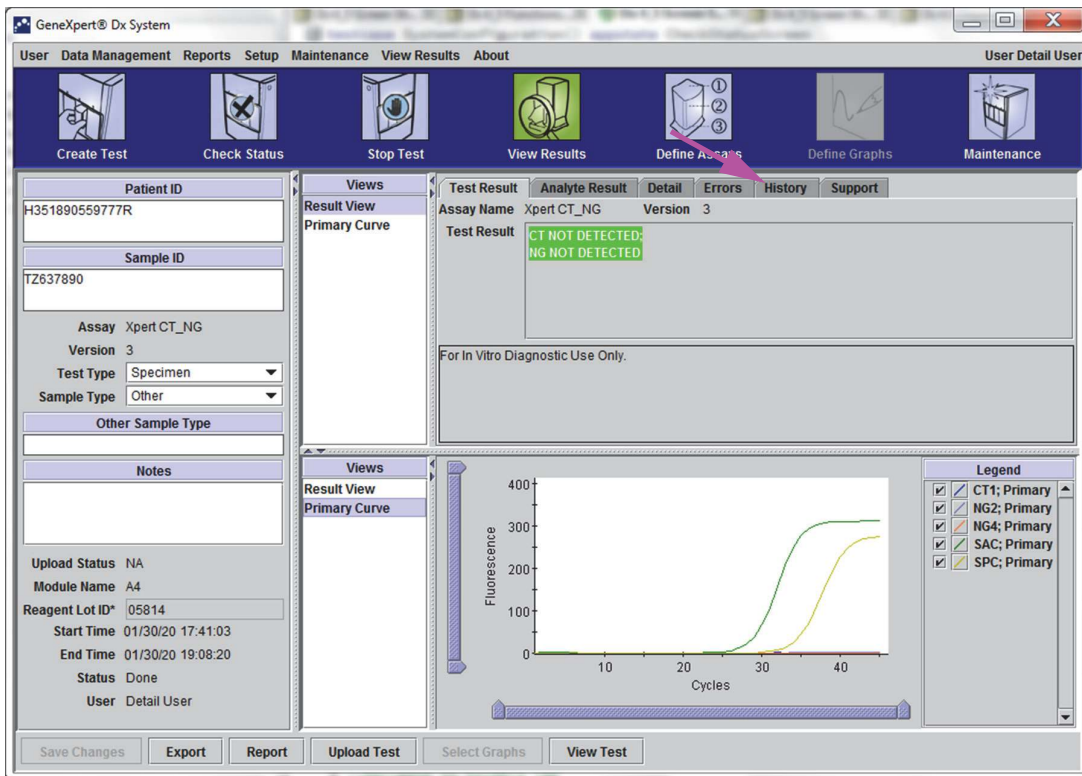 GeneXpert® Dx System
User Data Management Reports Setup Maintenance View Results About User Detail User
Create Test Check Status Stop Test View Results Define Assays Define Graphs Maintenance
Patient ID
H351890559777R
Sample ID
TZ637890
Assay Xpert CT_NG
Version 3
Test Type Specimen
Sample Type Other
Other Sample Type
Notes
Upload Status NA
Module Name A4
Reagent Lot ID* 05814
Start Time 01/30/20 17:41:03
End Time 01/30/20 19:08:20
Status Done
User Detail User
Views
Result View
Primary Curve
Test Result Analyte Result Detail Errors History Support
Assay Name Xpert CT_NG Version 3
Test Result CT NOT DETECTED;
NG NOT DETECTED
For In Vitro Diagnostic Use Only.
Views
Result View
Primary Curve
Fluorescence
400
300
200
100
0
10 20 30 40
Cycles
Legend
CT1; Primary
NG2; Primary
NG4; Primary
SAC; Primary
SPC; Primary
Save Changes Export Report Upload Test Select Graphs View Test